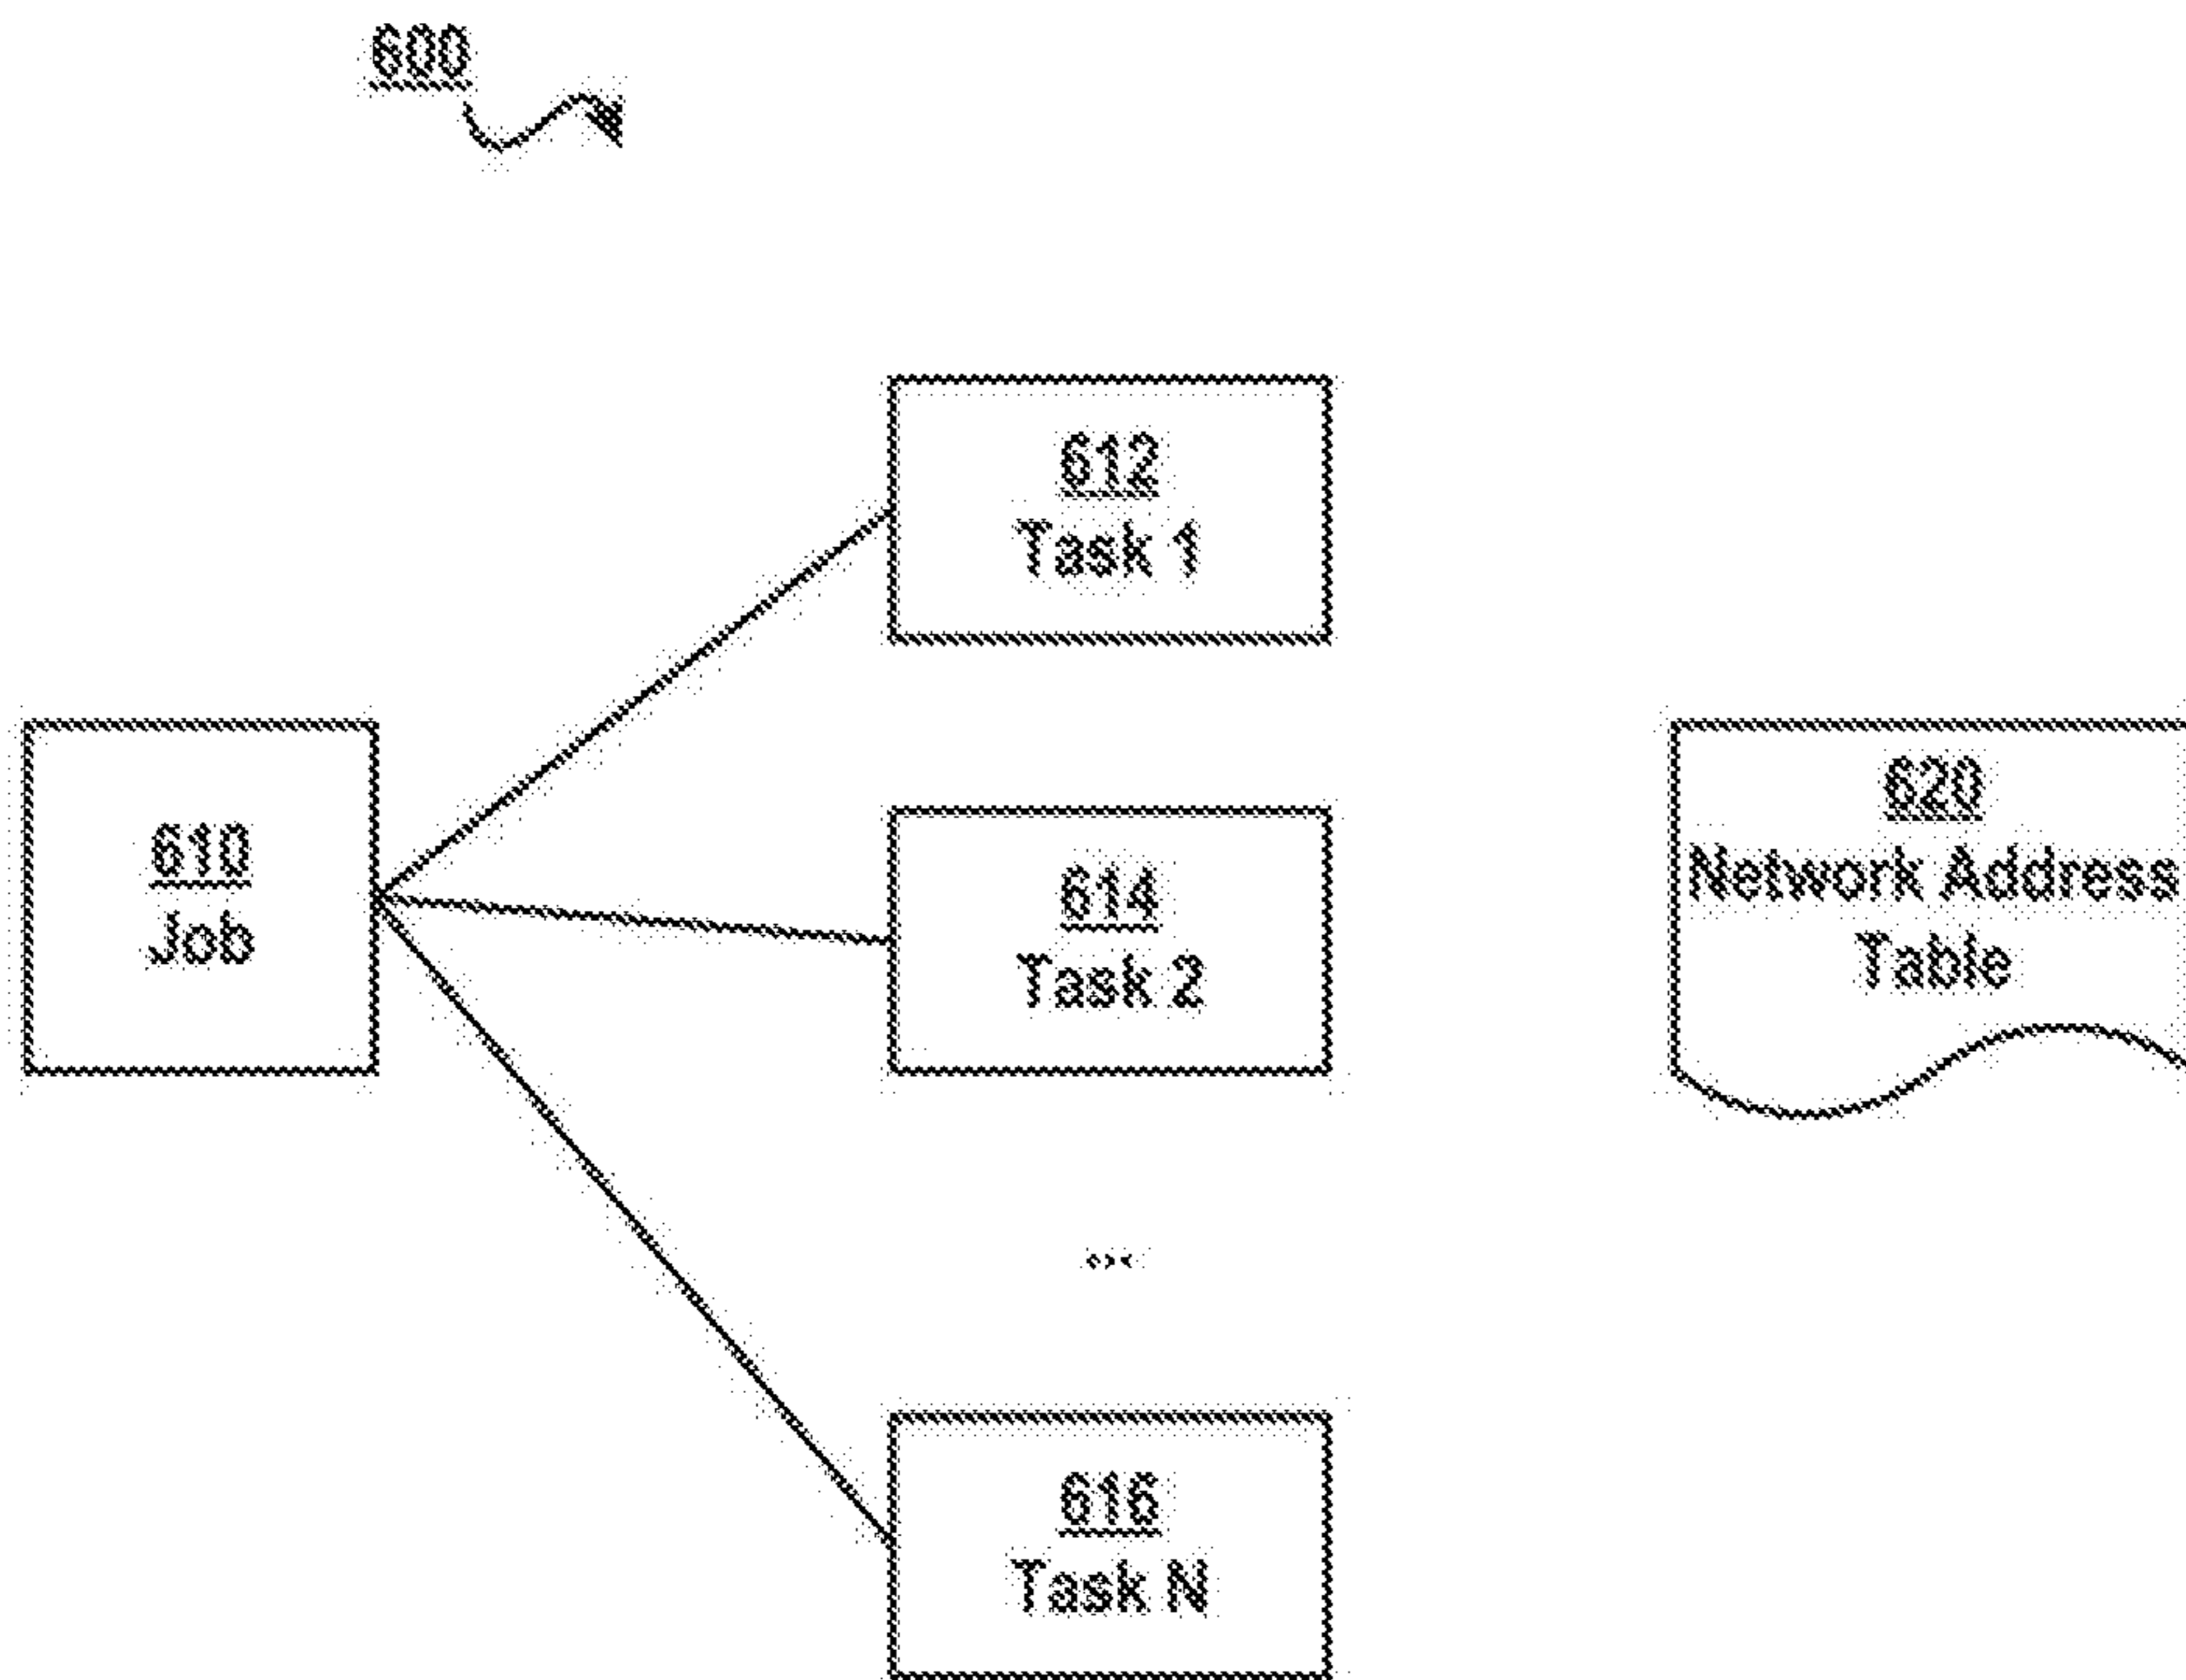 600
612
Task 1
610
Job
614
Task 2
620
Network Address
Table
...
616
Task N